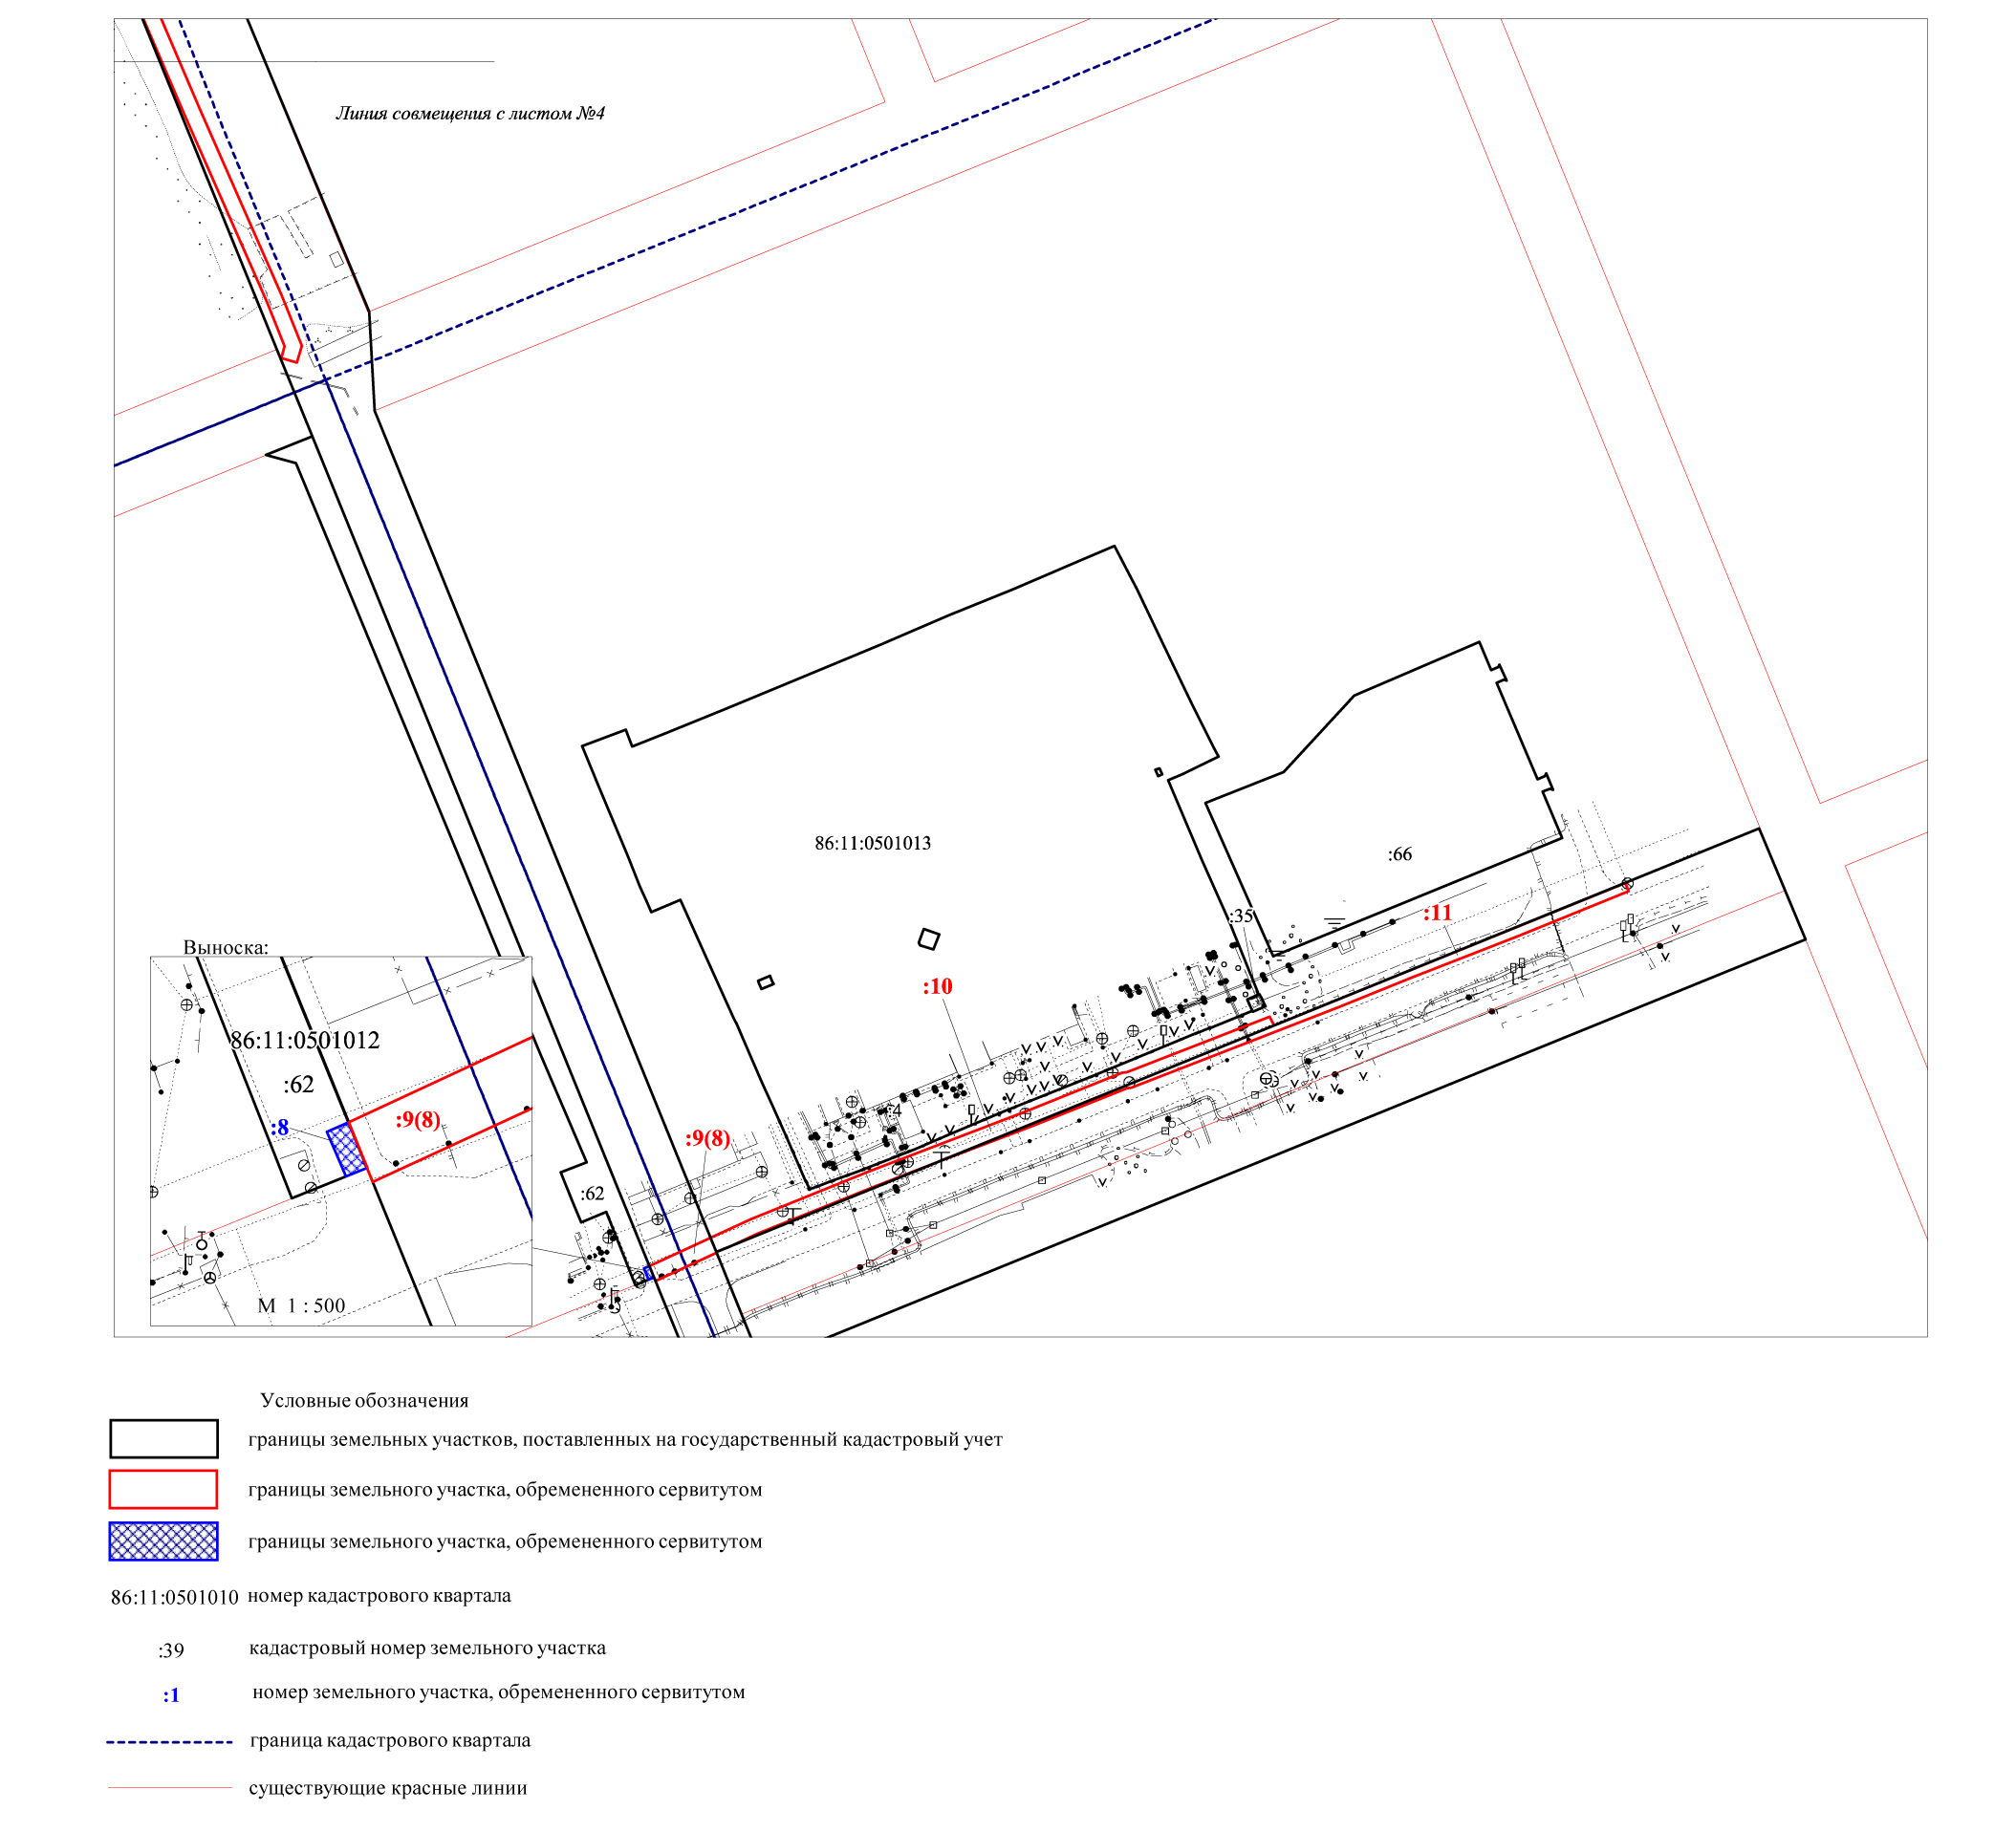 Линия совмещения с листом №4
86:11:0501013
:66
:35
:11
:10
:4
:9(8)
:62
Выноска:
86:11:0501012
:62
:8
:9(8)
М 1 : 500
Условные обозначения
границы земельных участков, поставленных на государственный кадастровый учет
границы земельного участка, обремененного сервитутом
границы земельного участка, обремененного сервитутом
86:11:0501010 номер кадастрового квартала
:39 кадастровый номер земельного участка
:1 номер земельного участка, обремененного сервитутом
граница кадастрового квартала
существующие красные линии